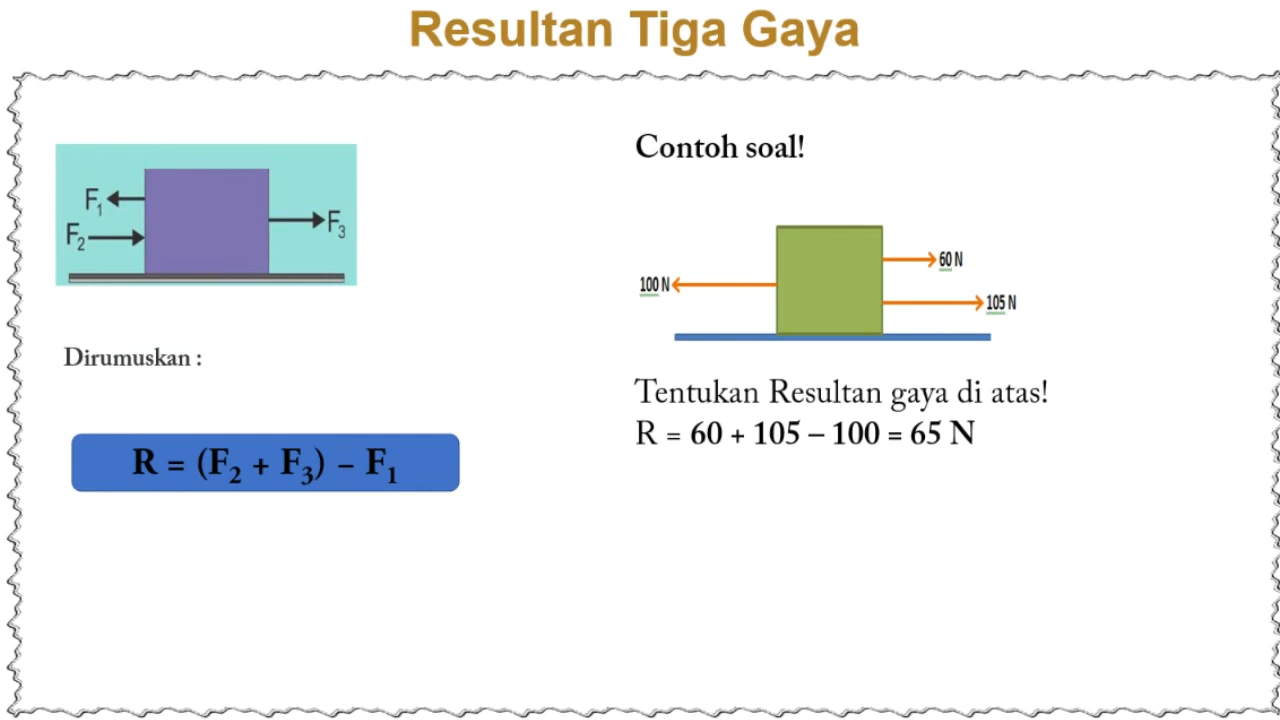 Resultan Tiga Gaya
F₁
F₂
F₃
Dirumuskan :
R = (F₂ + F₃) – F₁
Contoh soal!
60 N
100 N
105 N
Tentukan Resultan gaya di atas!
R = 60 + 105 – 100 = 65 N